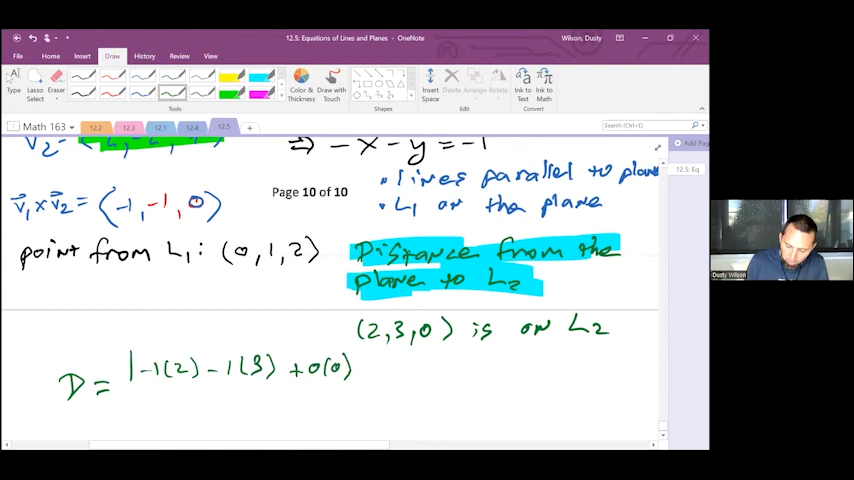 12.5: Equations of Lines and Planes - OneNote
Wilson, Dusty
File Home Insert Draw History Review View
Type
Lasso Select
Eraser
Color & Thickness
Draw with Touch
Insert Space
Delete
Arrange
Rotate
Ink to Text
Ink to Math
Tools
Shapes
Edit
Convert
Math 163
12.2 12.3 12.1 12.4 12.5 +
Search (Ctrl+E)
Add Pag
12.5: Eq
⇒ -x - y = -1
• lines parallel to plane
v₁ x v₂ = ⟨-1, -1, 0⟩
Page 10 of 10
• L₁ on the plane
point from L₁: (0,1,2)
Distance from the
plane to L₂
(2,3,0) is on L₂
D = |-1(2) - 1(3) + 0(0)
Dusty Wilson